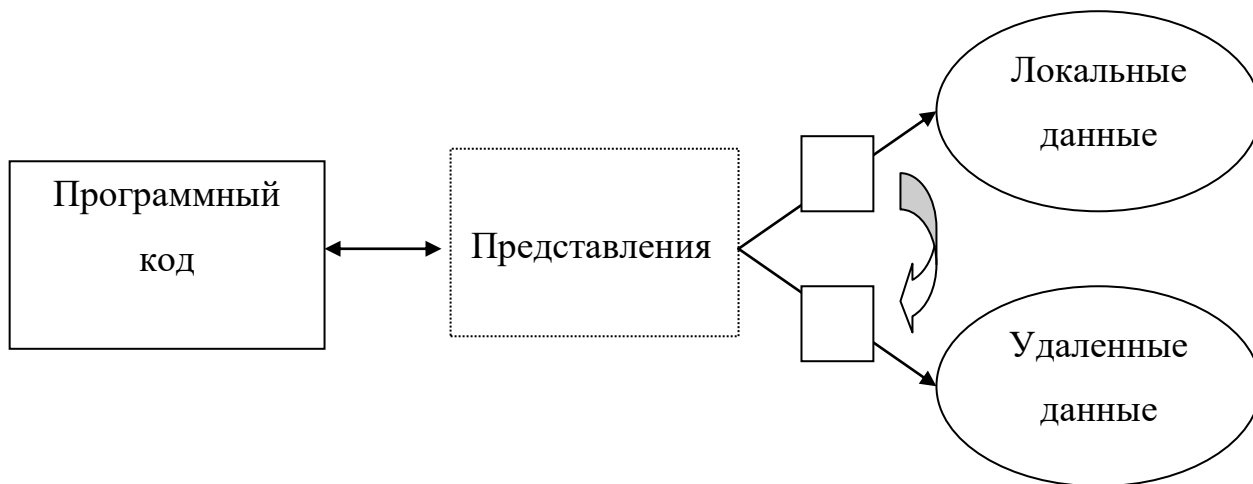 Программный
код
Представления
Локальные
данные
Удаленные
данные